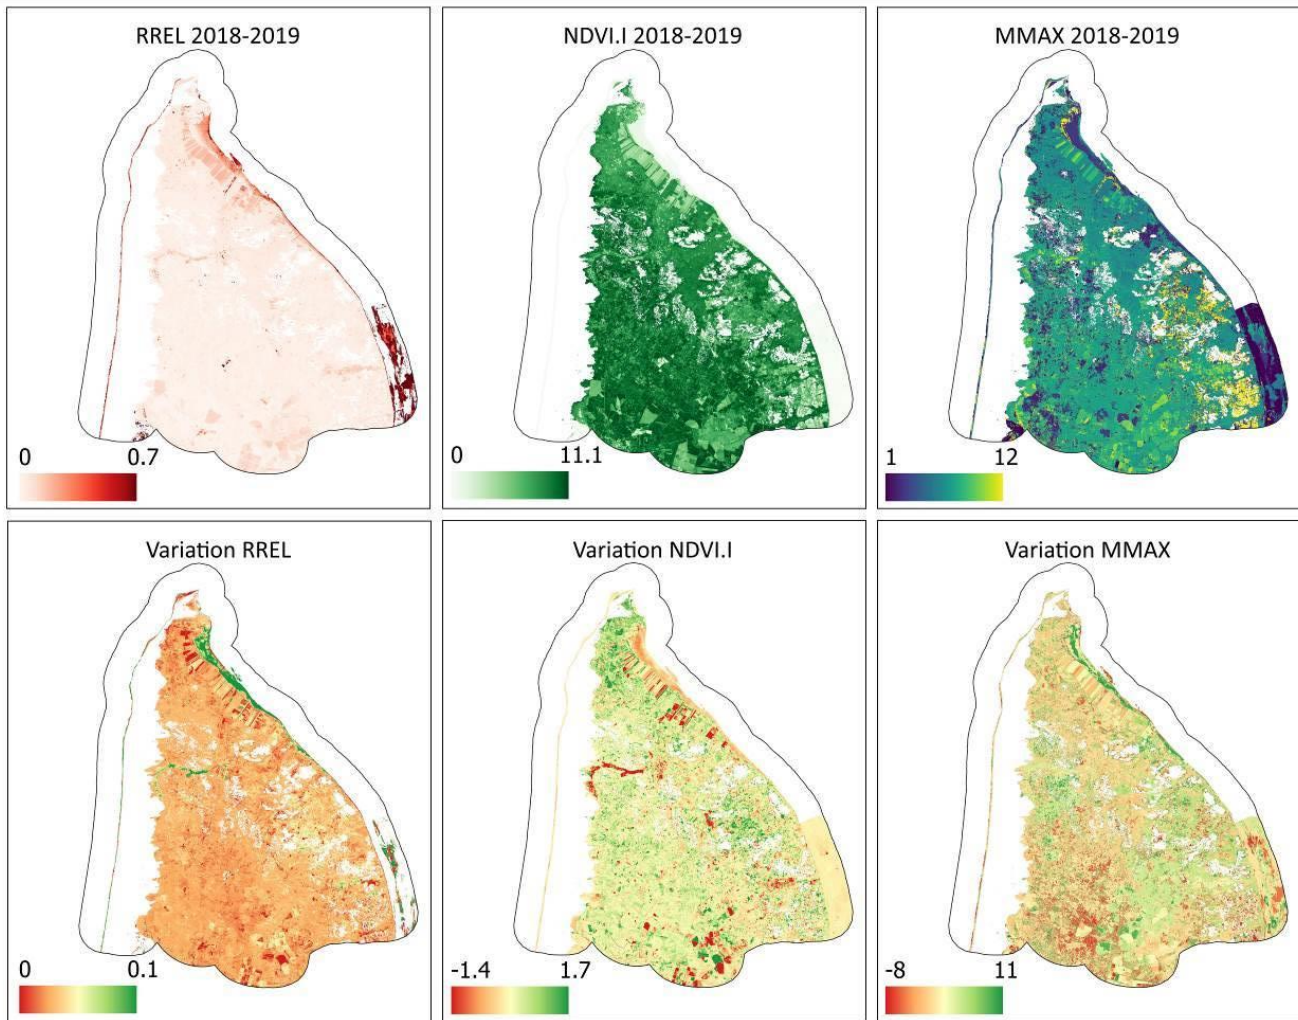 RREL 2018-2019
0 0.7
NDVI.I 2018-2019
0 11.1
MMAX 2018-2019
1 12
Variation RREL
0 0.1
Variation NDVI.I
-1.4 1.7
Variation MMAX
-8 11